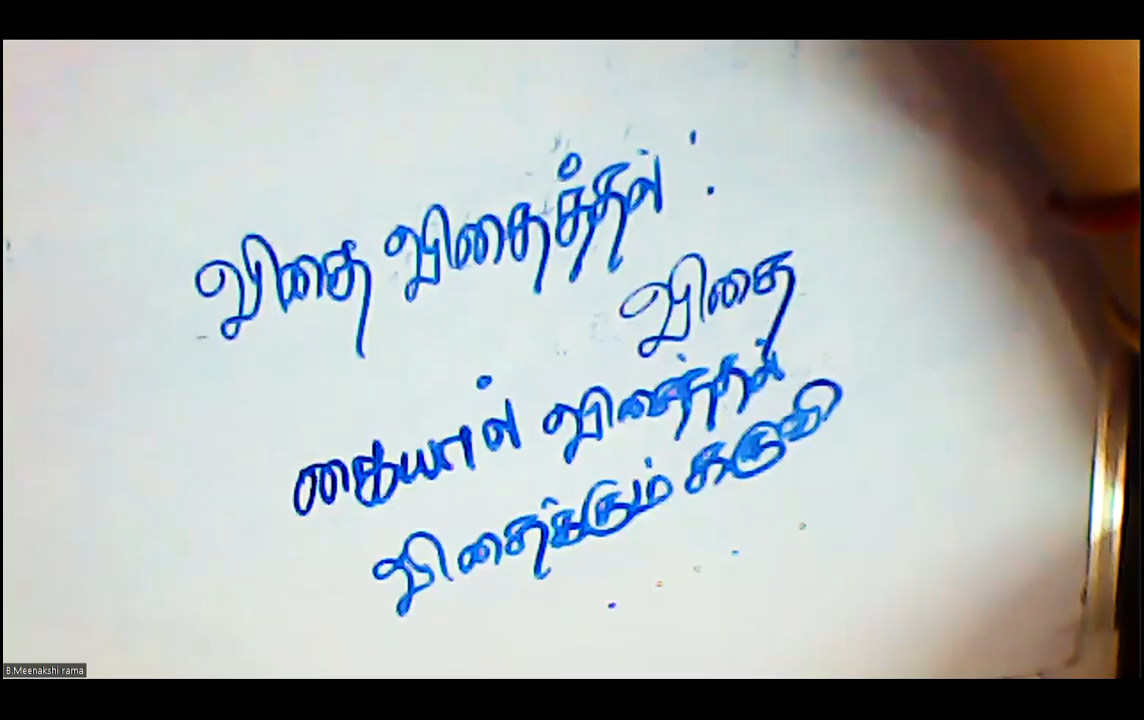 விதை விதைத்தல் :
விதை
கையால் விதைத்தல்
விதைக்கும் கருவி
B.Meenakshi rama